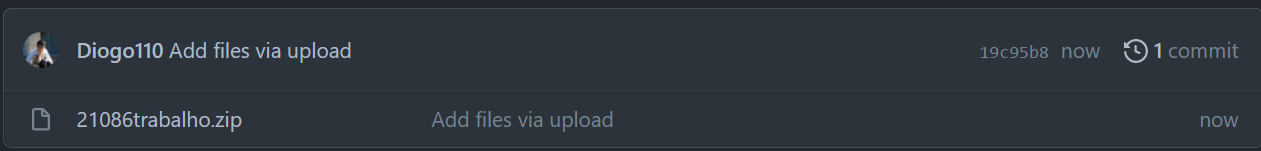 Diogo110 Add files via upload 19c95b8 now 1 commit
21086trabalho.zip Add files via upload now